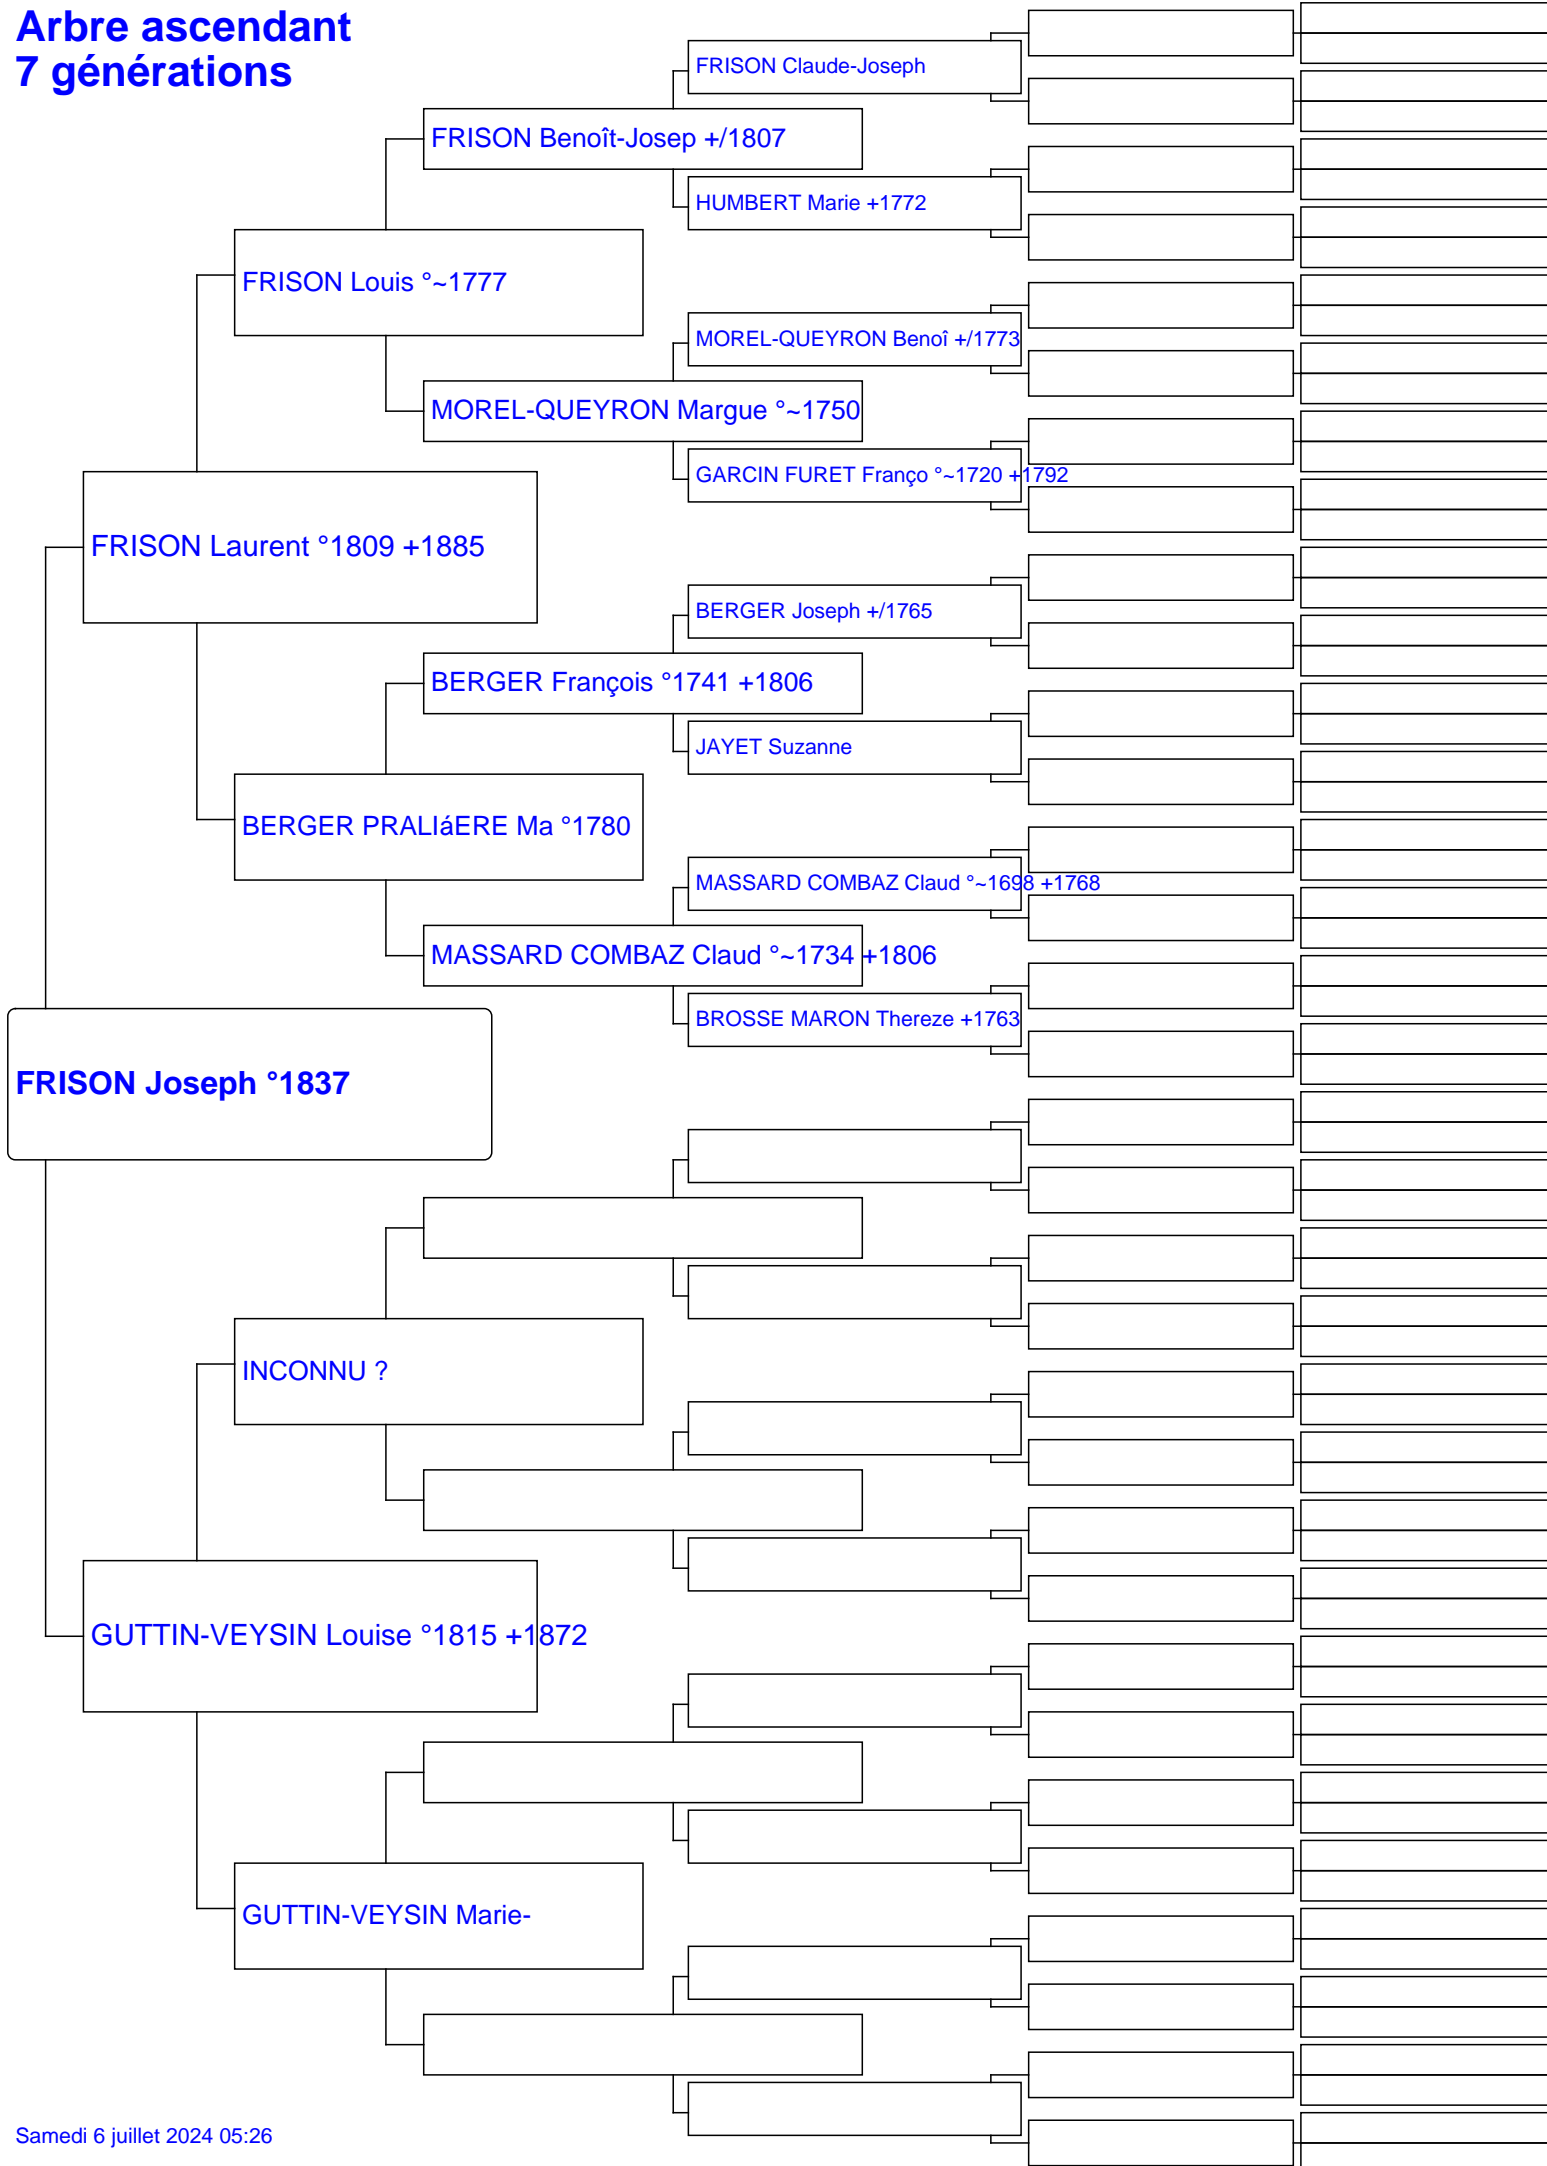 Arbre ascendant
7 générations
FRISON Claude-Joseph
FRISON Benoît-Josep +/1807
HUMBERT Marie +1772
FRISON Louis °~1777
MOREL-QUEYRON Benoî +/1773
MOREL-QUEYRON Margue °~1750
GARCIN FURET Franço °~1720 +1792
FRISON Laurent °1809 +1885
BERGER Joseph +/1765
BERGER François °1741 +1806
JAYET Suzanne
BERGER PRALIáERE Ma °1780
MASSARD COMBAZ Claud °~1698 +1768
MASSARD COMBAZ Claud °~1734 +1806
BROSSE MARON Thereze +1763
FRISON Joseph °1837
INCONNU ?
GUTTIN-VEYSIN Louise °1815 +1872
GUTTIN-VEYSIN Marie-
Samedi 6 juillet 2024 05:26